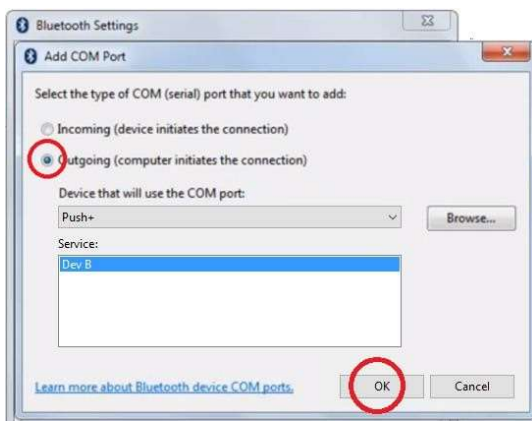 Bluetooth Settings
Add COM Port
Select the type of COM (serial) port that you want to add:
Incoming (device initiates the connection)
Outgoing (computer initiates the connection)
Device that will use the COM port:
Push+
Browse...
Service:
Dev B
Learn more about Bluetooth device COM ports.
OK
Cancel